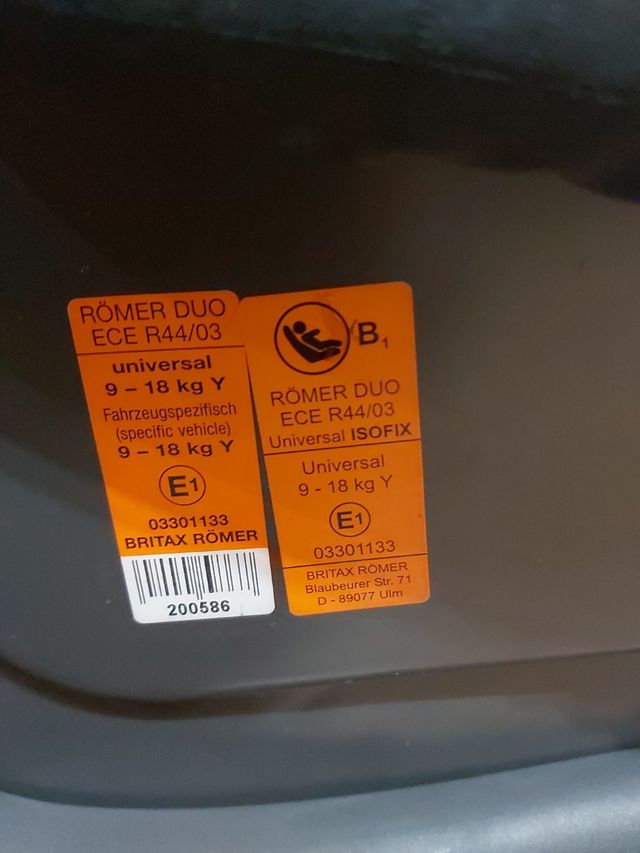 RÖMER DUO
ECE R44/03
universal
9 – 18 kg Y
Fahrzeugspezifisch
(specific vehicle)
9 – 18 kg Y
E1
03301133
BRITAX RÖMER
200586
B1
RÖMER DUO
ECE R44/03
Universal ISOFIX
Universal
9 - 18 kg Y
E1
03301133
BRITAX RÖMER
Blaubeurer Str. 71
D - 89077 Ulm